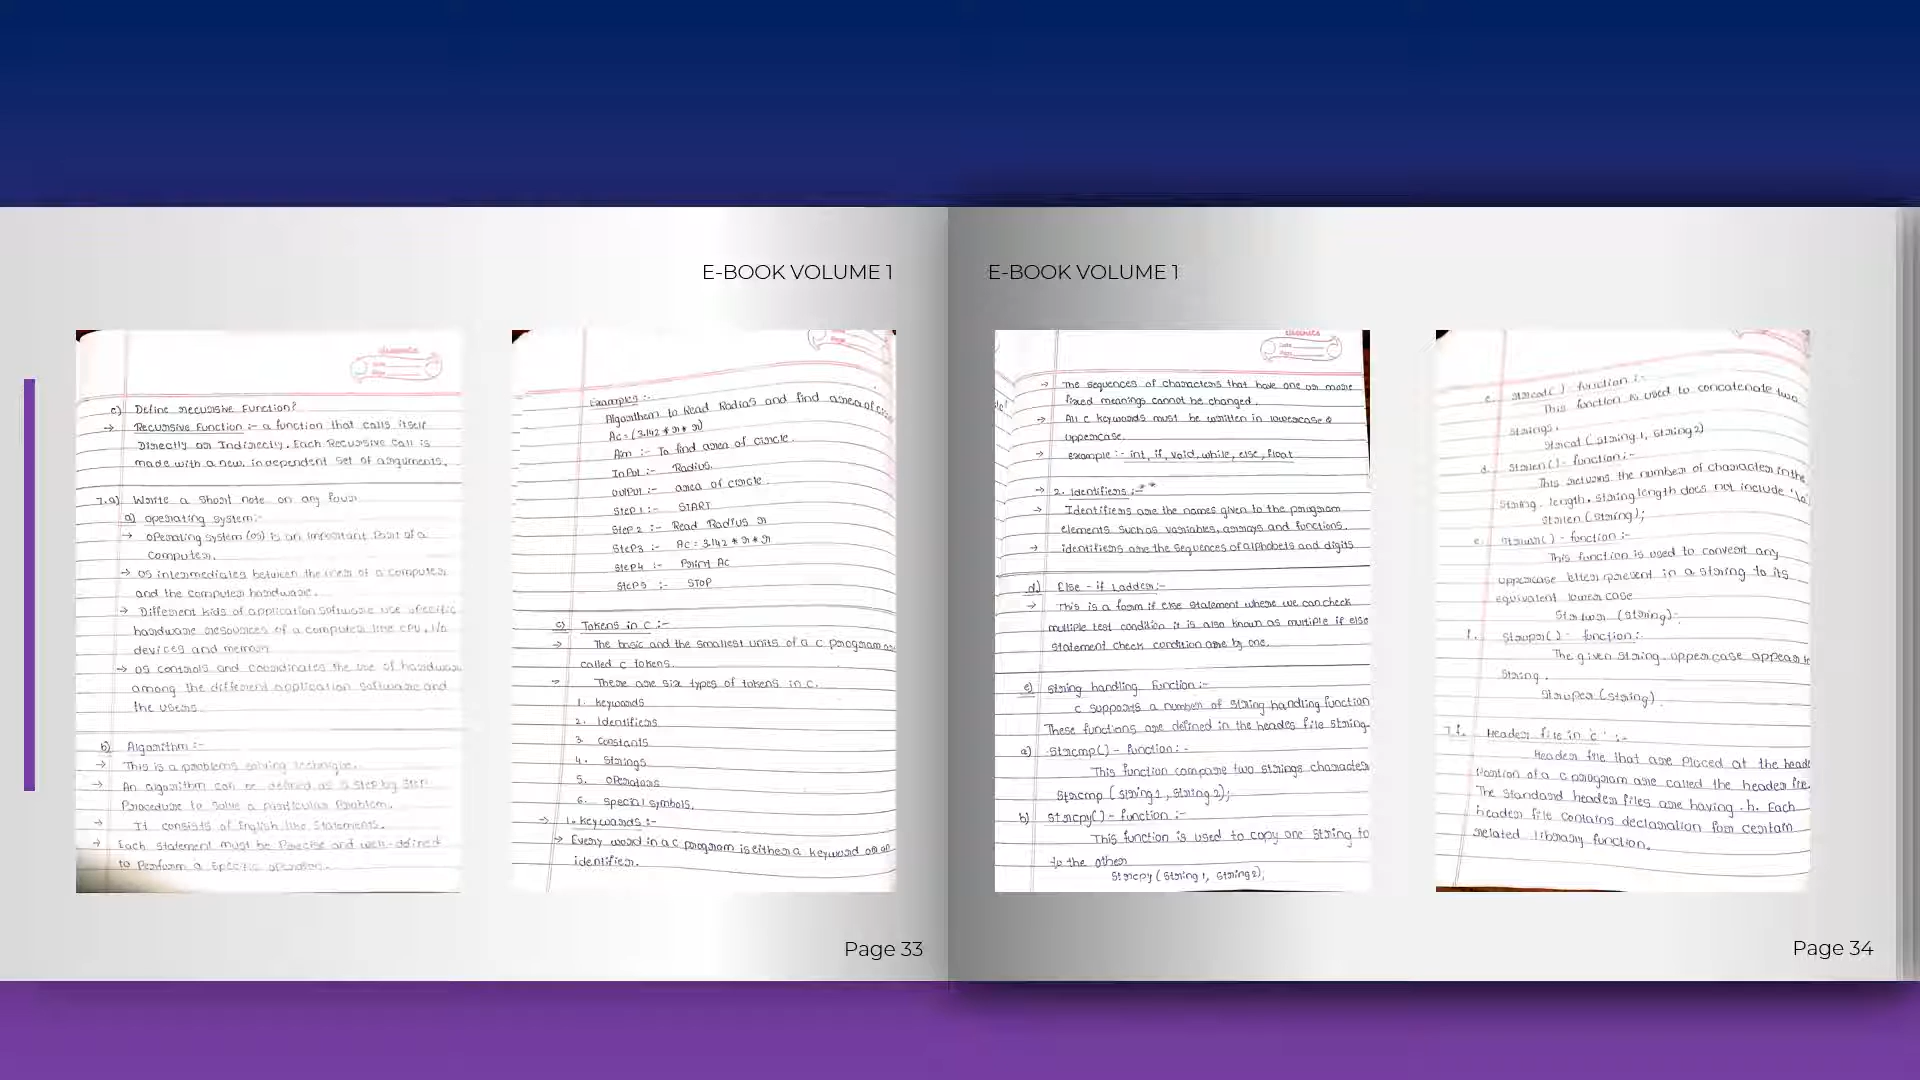 E-BOOK VOLUME 1
c) Define recursive Function?
→ Recursive Function :- a function that calls itself
Directly or Indirectly. Each Recursive call is
made with a new, independent set of arguments.
7.a) Write a short note on any four
a) operating system:-
→ operating system (os) is an important Part of a
computer.
→ os intermediates between the user of a computer
and the computer hardware.
→ Different kids of application software use specific
hardware resources of a computer like CPU, I/o
devices and memory
→ os controls and coordinates the use of hardware
among the different application software and
the users
b) Algorithm :-
→ This is a problems solving technique.
→ An algorithm can be defined as a step by step
Procedure to solve a particular Problem.
→ It consists of English like Statements.
→ Each statement must be Precise and well-defined
to Perform a specific operation.
Examples :-
Algorithem to Read Radias and find area of
Ac = (3.142 * r * r)
Aim :- To find area of circle.
InPut :- Radius.
outPut :- area of circle.
SteP1 :- START
SteP2 :- Read Radius r
SteP3 :- Ac = 3.142 * r * r
SteP4 :- Print Ac
SteP5 :- STOP
c) Tokens in C :-
→ The basic and the smallest units of a C program
called C tokens.
→ There are six types of tokens in C.
1. keywords
2. Identifiers
3. Constants
4. Strings
5. oPerators
6. special symbols.
→ 1. keywords :-
→ Every word in a C program is either a keyword or an
identifier.
Page 33
E-BOOK VOLUME 1
→ The sequences of characters that have one or more
fixed meanings cannot be changed.
→ All C keywords must be written in lowercase &
uppercase.
→ example :- int, if, void, while, else, float
→ 2. Identifiers :- **
→ Identifiers are the names given to the program
elements such as variables, arrays and functions.
→ identifiers are the sequences of alphabets and digits
d) Else - if Ladder:-
→ This is a form if else statement where we can check
multiple test condition it is also known as multiple if else
statement check condition one by one.
e) string handling Function :-
C supports a number of string handling function
These functions are defined in the header file string.
a) Strcmp() - function : -
This function compare two strings character
Strcmp (string1, string2);
b) strcpy() - function :-
This function is used to copy one string to
to the other
Strcpy (string1, string2);
c. strcat() - function :-
This function is used to concatenate two
strings.
Strcat (string1, string2)
d. strlen() - function :-
This returns the number of character in the
string. length. string length does not include '\o'
Strlen (string);
e. strlwr() - function :-
This function is used to convert any
uppercase letter present in a string to its
equivalent lower case
Strlwr (string);
f. Strupr() - function :-
The given string. uppercase appear
string.
Struper (string).
7.f. Header file in 'c' :-
Header file that are Placed at the head
Portion of a C program are called the header file.
The standard header files are having .h. Each
header file contains declaration for certain
related library function.
Page 34